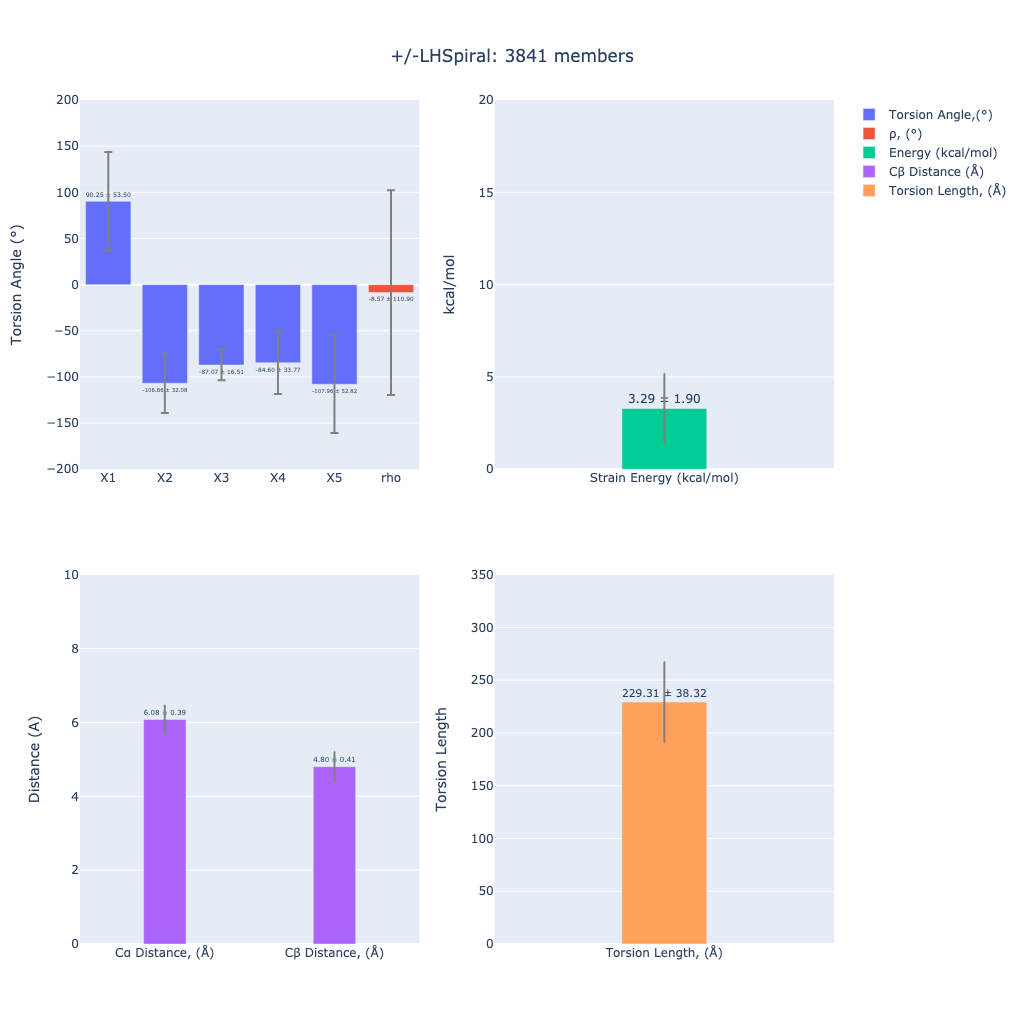 +/-LHSpiral: 3841 members
Torsion Angle (°)
200
150
100
50
0
−50
−100
−150
−200
90.25 ± 53.50
-106.66 ± 32.08
-87.07 ± 16.51
-84.60 ± 33.77
-107.96 ± 52.82
-8.57 ± 110.90
X1
X2
X3
X4
X5
rho
kcal/mol
20
15
10
5
0
3.29 ± 1.90
Strain Energy (kcal/mol)
Torsion Angle,(°)
ρ, (°)
Energy (kcal/mol)
Cβ Distance (Å)
Torsion Length, (Å)
Distance (A)
10
8
6
4
2
0
6.08 ± 0.39
4.80 ± 0.41
Cα Distance, (Å)
Cβ Distance, (Å)
Torsion Length
350
300
250
200
150
100
50
0
229.31 ± 38.32
Torsion Length, (Å)